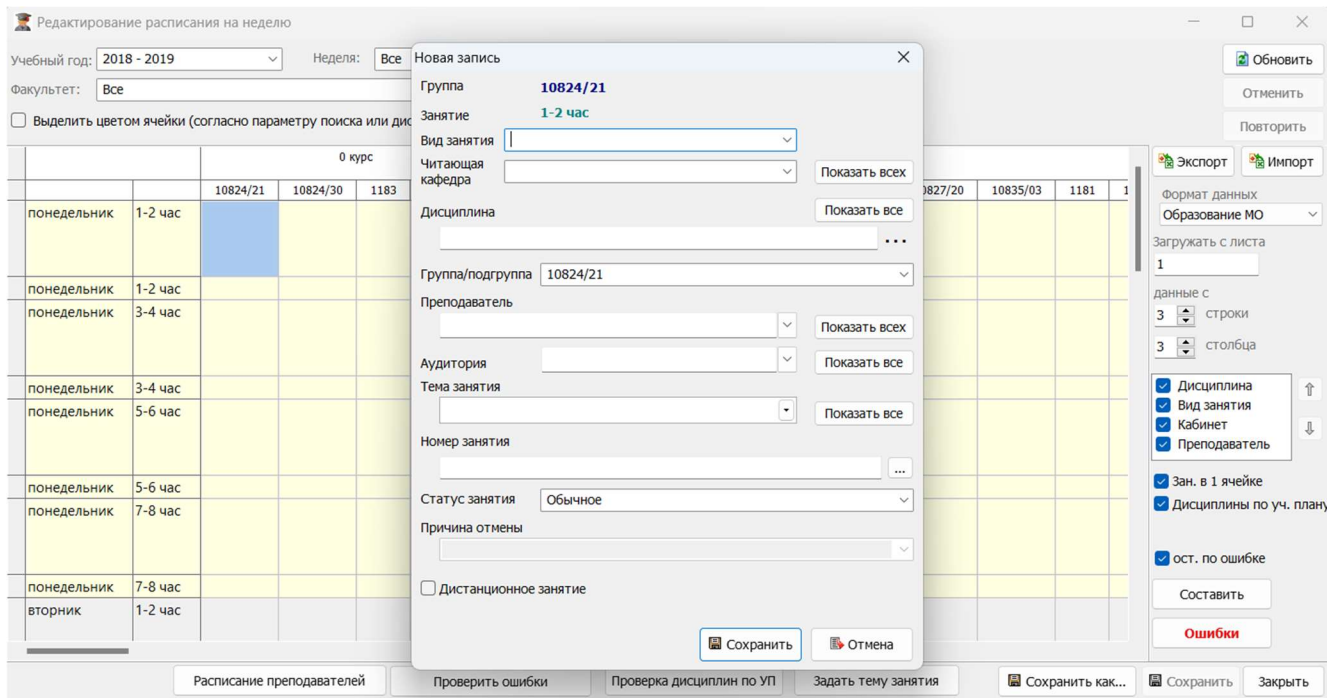 Редактирование расписания на неделю
Учебный год: 2018 - 2019 Неделя: Все
Обновить
Факультет: Все
Отменить
Выделить цветом ячейки (согласно параметру поиска или
Повторить
Новая запись
Группа 10824/21
Занятие 1-2 час
Вид занятия
Читающая кафедра
Показать всех
Дисциплина
Показать все
...
Группа/подгруппа 10824/21
Преподаватель
Показать всех
Аудитория
Показать все
Тема занятия
Показать все
Номер занятия
...
Статус занятия Обычное
Причина отмены
Дистанционное занятие
Сохранить Отмена
0 курс
10824/21 10824/30 1183 0827/20 10835/03 1181 1
понедельник 1-2 час
понедельник 1-2 час
понедельник 3-4 час
понедельник 3-4 час
понедельник 5-6 час
понедельник 5-6 час
понедельник 7-8 час
понедельник 7-8 час
вторник 1-2 час
Экспорт Импорт
Формат данных
Образование МО
Загружать с листа
1
данные с
3 строки
3 столбца
Дисциплина
Вид занятия
Кабинет
Преподаватель
Зан. в 1 ячейке
Дисциплины по уч. плану
ост. по ошибке
Составить
Ошибки
Расписание преподавателей Проверить ошибки Проверка дисциплин по УП Задать тему занятия Сохранить как... Сохранить Закрыть